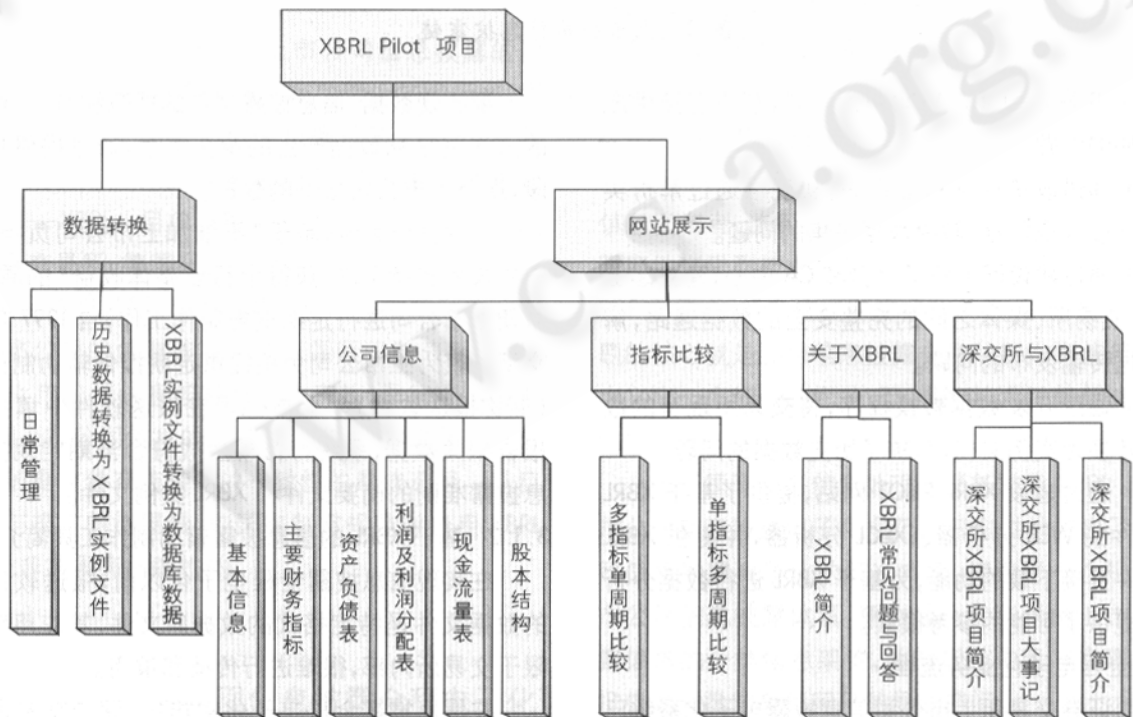 XBRL Pilot 项目
数据转换
网站展示
日常管理
历史数据转换为XBRL实例文件
XBRL实例文件转换为数据库数据
公司信息
指标比较
关于XBRL
深交所与XBRL
基本信息
主要财务指标
资产负债表
利润及利润分配表
现金流量表
股本结构
多指标单周期比较
单指标多周期比较
XBRL简介
XBRL常见问题与回答
深交所XBRL项目简介
深交所XBRL项目大事记
深交所XBRL项目简介
www.c-s-a.org.c